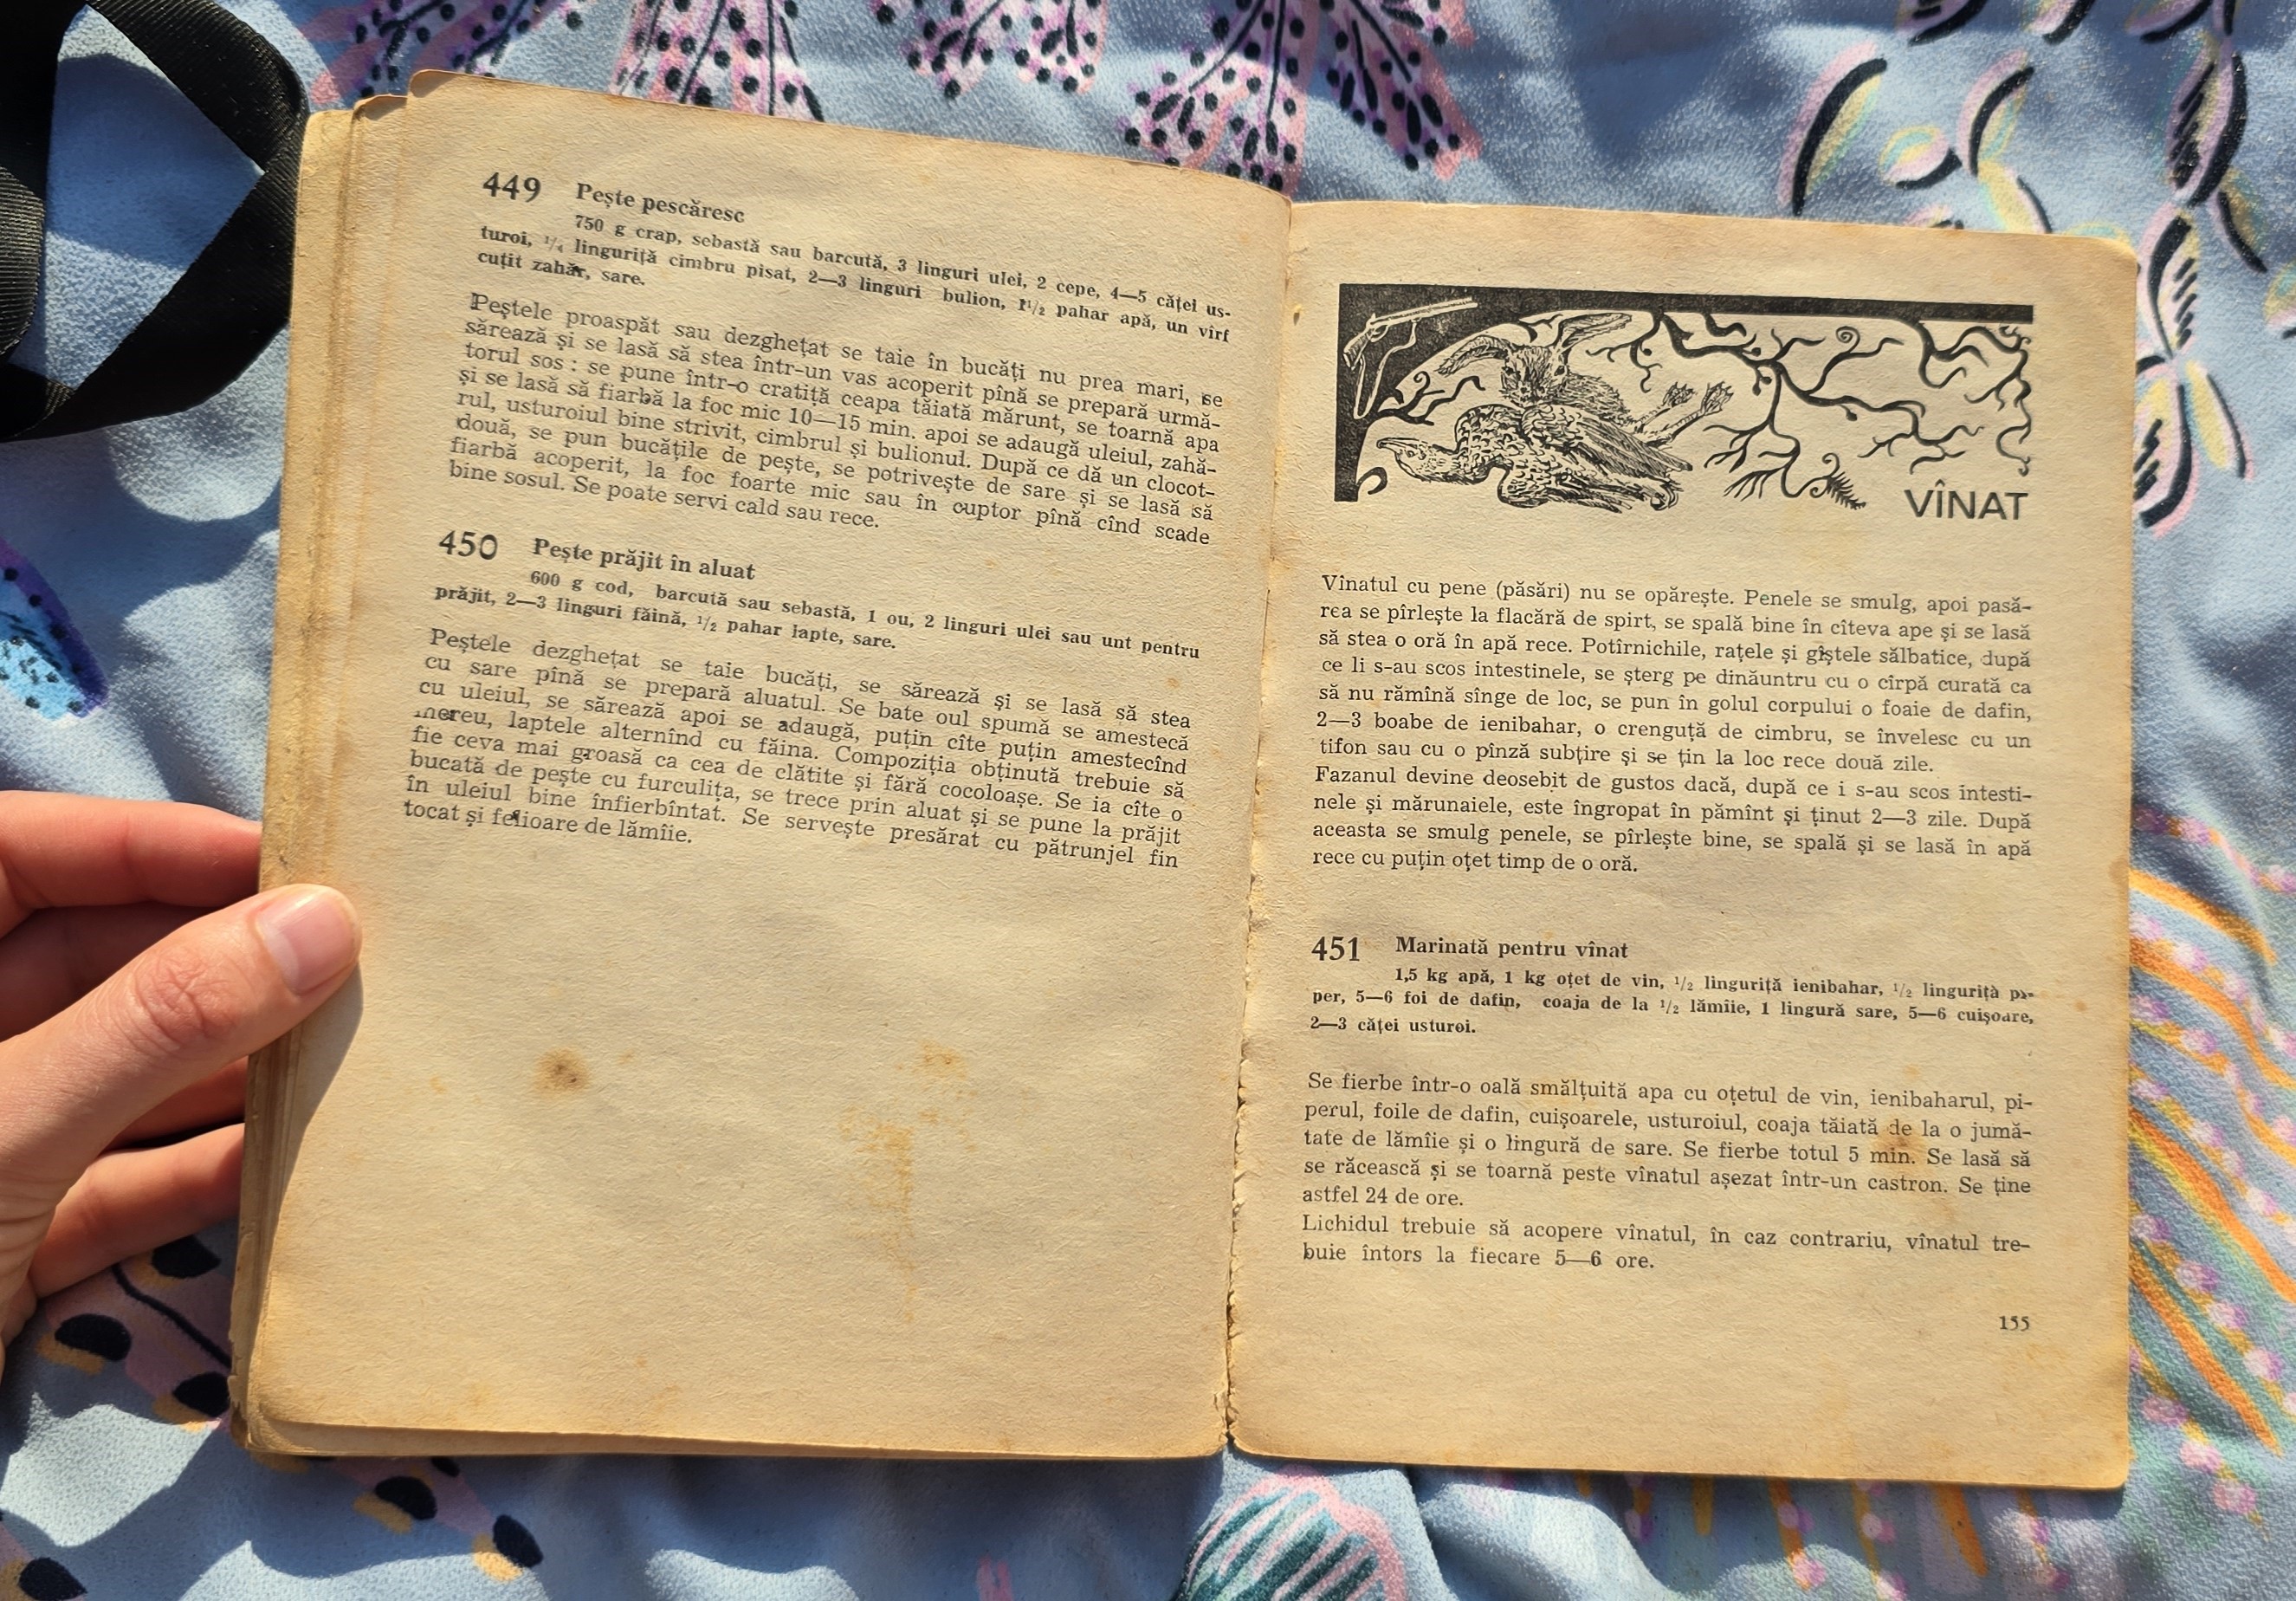 449 Pește pescăresc
750 g crap, sebastă sau barcută, 3 linguri ulei, 2 cepe, 4—5 căței us-
turoi, 1/4 linguriță cimbru pisat, 2—3 linguri bulion, 1 1/2 pahar apă, un vîrf
cuțit zahăr, sare.
Peștele proaspăt sau dezghețat se taie în bucăți nu prea mari, se
sărează și se lasă să stea într-un vas acoperit pînă se prepară urmă-
torul sos : se pune într-o cratiță ceapa tăiată mărunt, se toarnă apa
și se lasă să fiarbă la foc mic 10—15 min. apoi se adaugă uleiul, zahă-
rul, usturoiul bine strivit, cimbrul și bulionul. După ce dă un clocot-
două, se pun bucățile de pește, se potrivește de sare și se lasă să
fiarbă acoperit, la foc foarte mic sau în cuptor pînă cînd scade
bine sosul. Se poate servi cald sau rece.
450 Pește prăjit în aluat
600 g cod, barcută sau sebastă, 1 ou, 2 linguri ulei sau unt pentru
prăjit, 2—3 linguri făină, 1/2 pahar lapte, sare.
Peștele dezghețat se taie bucăți, se sărează și se lasă să stea
cu sare pînă se prepară aluatul. Se bate oul spumă se amestecă
cu uleiul, se sărează apoi se adaugă, puțin cîte puțin amestecînd
mereu, laptele alternînd cu făina. Compoziția obținută trebuie să
fie ceva mai groasă ca cea de clătite și fără cocoloașe. Se ia cîte o
bucată de pește cu furculița, se trece prin aluat și se pune la prăjit
în uleiul bine înfierbîntat. Se servește presărat cu pătrunjel fin
tocat și felioare de lămîie.
VÎNAT
Vînatul cu pene (păsări) nu se opărește. Penele se smulg, apoi pasă-
rea se pîrlește la flacără de spirt, se spală bine în cîteva ape și se lasă
să stea o oră în apă rece. Potîrnichile, rațele și gîștele sălbatice, după
ce li s-au scos intestinele, se șterg pe dinăuntru cu o cîrpă curată ca
să nu rămînă sînge de loc, se pun în golul corpului o foaie de dafin,
2—3 boabe de ienibahar, o crenguță de cimbru, se învelesc cu un
tifon sau cu o pînză subțire și se țin la loc rece două zile.
Fazanul devine deosebit de gustos dacă, după ce i s-au scos intesti-
nele și mărunaiele, este îngropat în pămînt și ținut 2—3 zile. După
aceasta se smulg penele, se pîrlește bine, se spală și se lasă în apă
rece cu puțin oțet timp de o oră.
451 Marinată pentru vînat
1,5 kg apă, 1 kg oțet de vin, 1/2 linguriță ienibahar, 1/2 linguriță pi-
per, 5—6 foi de dafin, coaja de la 1/2 lămîie, 1 lingură sare, 5—6 cuișoare,
2—3 căței usturoi.
Se fierbe într-o oală smălțuită apa cu oțetul de vin, ienibaharul, pi-
perul, foile de dafin, cuișoarele, usturoiul, coaja tăiată de la o jumă-
tate de lămîie și o lingură de sare. Se fierbe totul 5 min. Se lasă să
se răcească și se toarnă peste vînatul așezat într-un castron. Se ține
astfel 24 de ore.
Lichidul trebuie să acopere vînatul, în caz contrariu, vînatul tre-
buie întors la fiecare 5—6 ore.
155